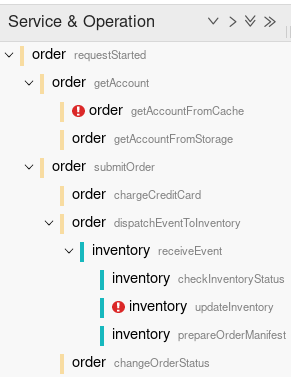 Service & Operation
order requestStarted
order getAccount
order getAccountFromCache
order getAccountFromStorage
order submitOrder
order chargeCreditCard
order dispatchEventToInventory
inventory receiveEvent
inventory checkInventoryStatus
inventory updateInventory
inventory prepareOrderManifest
order changeOrderStatus